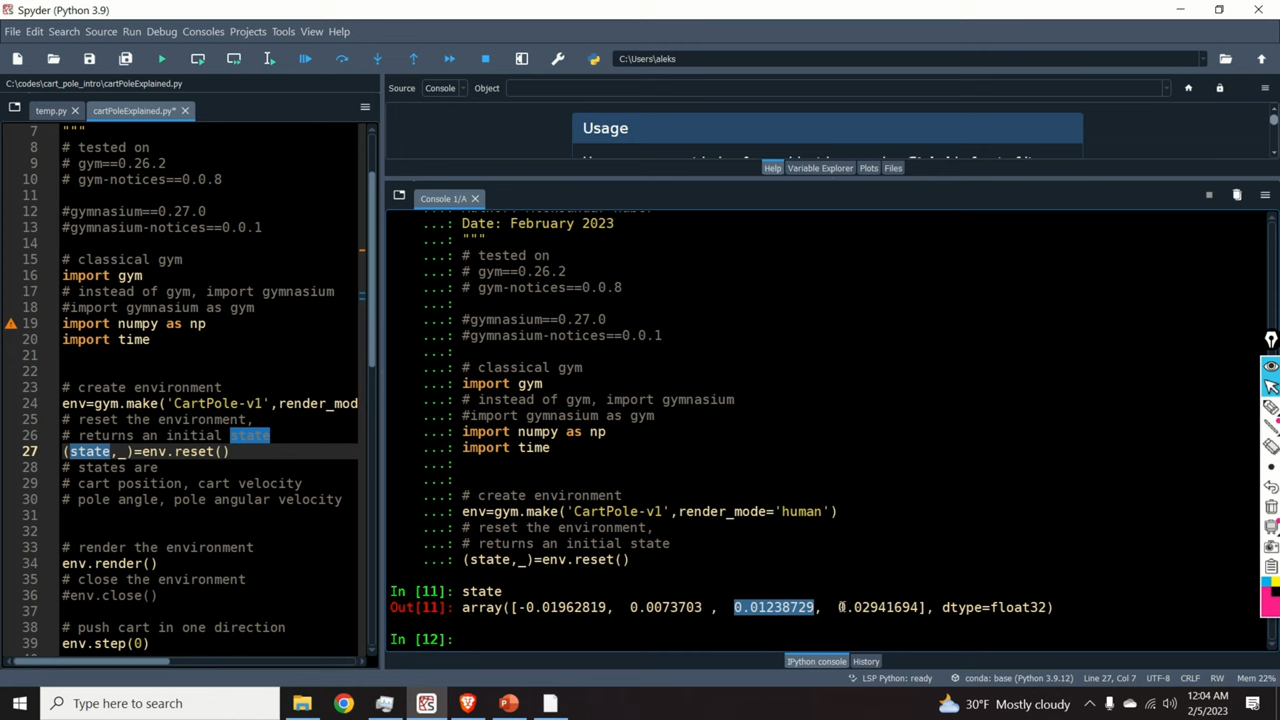 Spyder (Python 3.9)
File Edit Search Source Run Debug Consoles Projects Tools View Help
C:\Users\aleks
C:\codes\cart_pole_intro\cartPoleExplained.py
temp.py
cartPoleExplained.py*
7 """
8 # tested on
9 # gym==0.26.2
10 # gym-notices==0.0.8
11
12 #gymnasium==0.27.0
13 #gymnasium-notices==0.0.1
14
15 # classical gym
16 import gym
17 # instead of gym, import gymnasium
18 #import gymnasium as gym
19 import numpy as np
20 import time
21
22
23 # create environment
24 env=gym.make('CartPole-v1',render_mod
25 # reset the environment,
26 # returns an initial state
27 (state,_)=env.reset()
28 # states are
29 # cart position, cart velocity
30 # pole angle, pole angular velocity
31
32
33 # render the environment
34 env.render()
35 # close the environment
36 #env.close()
37
38 # push cart in one direction
39 env.step(0)
Source Console Object
Usage
Help Variable Explorer Plots Files
Console 1/A
...: Date: February 2023
...: """
...: # tested on
...: # gym==0.26.2
...: # gym-notices==0.0.8
...:
...: #gymnasium==0.27.0
...: #gymnasium-notices==0.0.1
...:
...: # classical gym
...: import gym
...: # instead of gym, import gymnasium
...: #import gymnasium as gym
...: import numpy as np
...: import time
...:
...:
...: # create environment
...: env=gym.make('CartPole-v1',render_mode='human')
...: # reset the environment,
...: # returns an initial state
...: (state,_)=env.reset()
In [11]: state
Out[11]: array([-0.01962819, 0.0073703 , 0.01238729, 0.02941694], dtype=float32)
In [12]:
IPython console History
LSP Python: ready conda: base (Python 3.9.12) Line 27, Col 7 UTF-8 CRLF RW Mem 22%
Type here to search
30°F Mostly cloudy
12:04 AM
2/5/2023